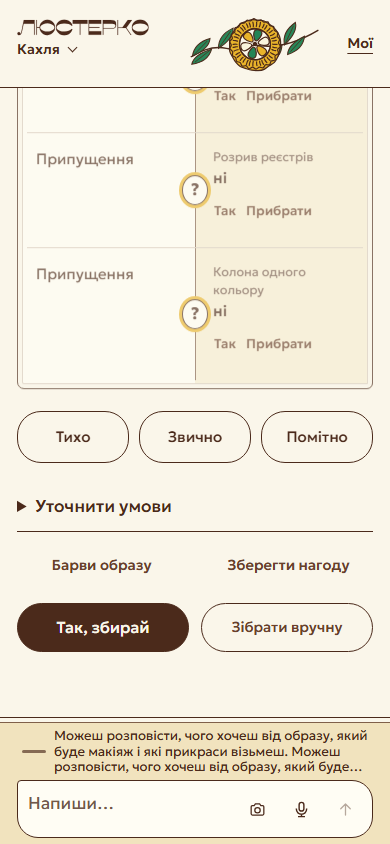 ЛЮСТЕРКО
Кахля
Мої
Так Прибрати
Припущення
Розрив реєстрів
?
ні
Так Прибрати
Припущення
Колона одного
кольору
?
ні
Так Прибрати
Тихо
Звично
Помітно
Уточнити умови
Барви образу
Зберегти нагоду
Так, збирай
Зібрати вручну
Можеш розповісти, чого хочеш від образу, який
буде макіяж і які прикраси візьмеш. Можеш
розповісти, чого хочеш від образу, який буде…
Напиши…